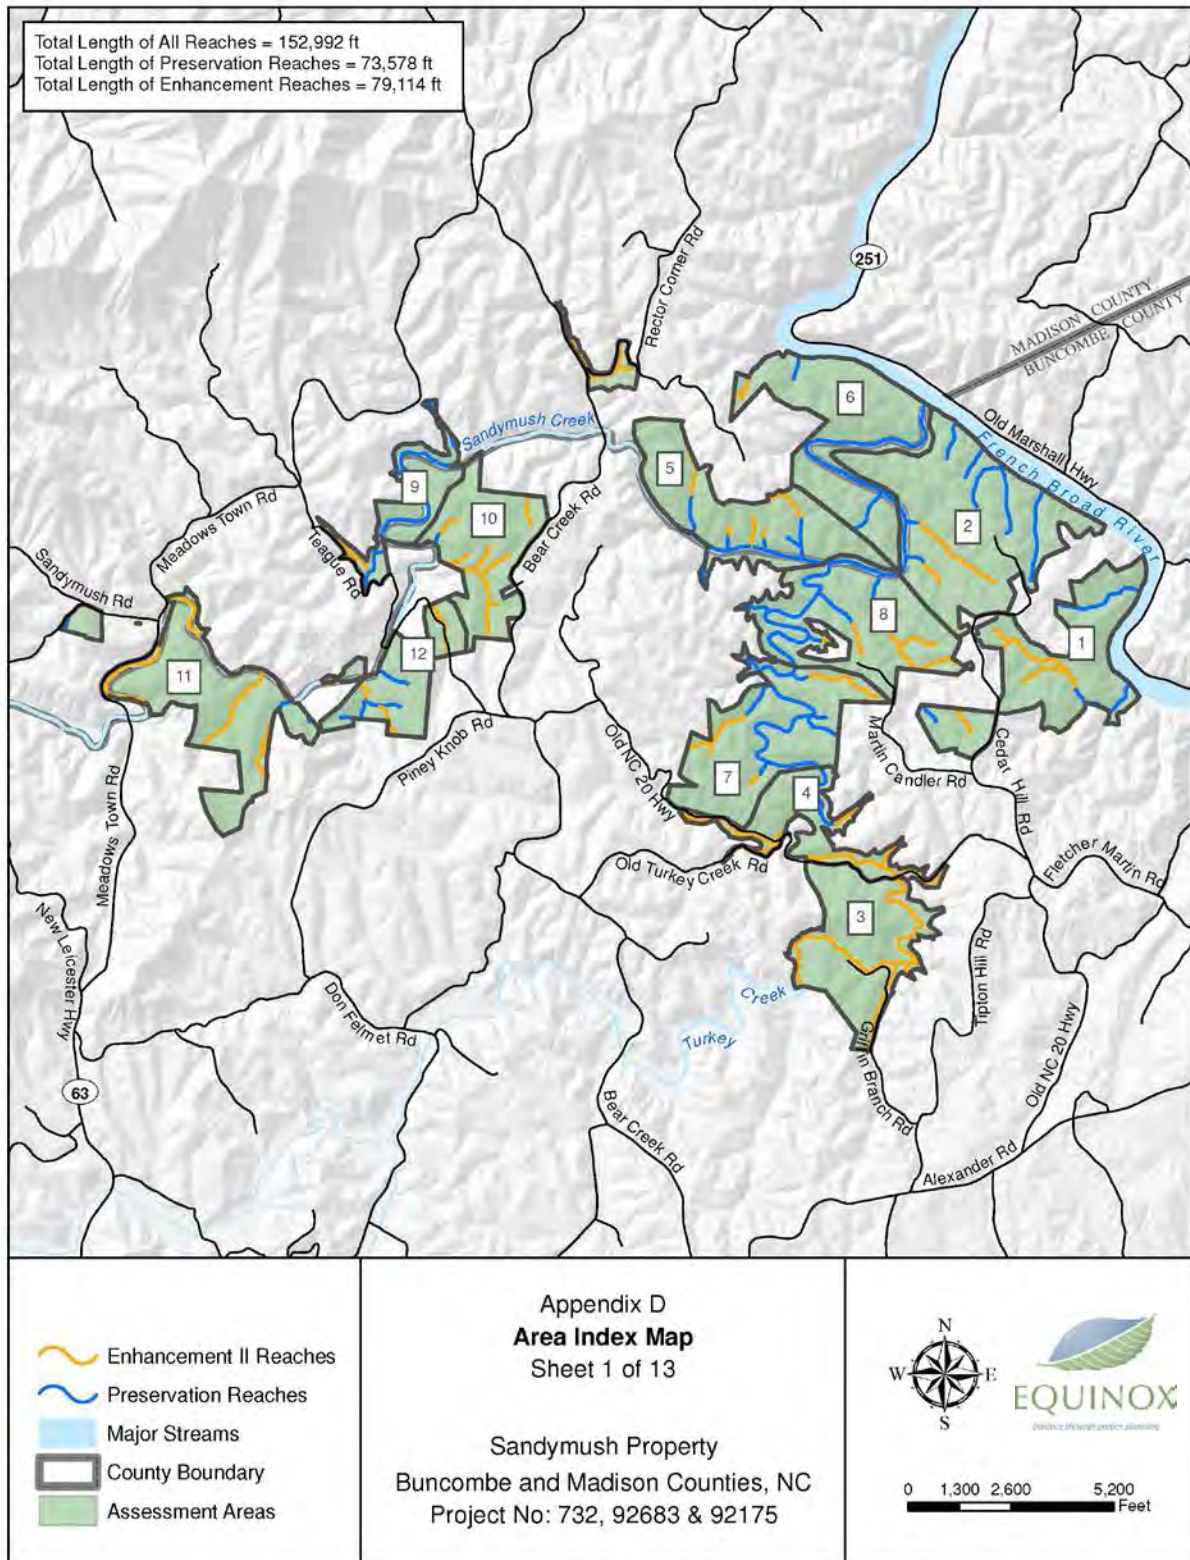 Total Length of All Reaches = 152,992 ft
Total Length of Preservation Reaches = 73,578 ft
Total Length of Enhancement Reaches = 79,114 ft
251
Rector Corner Rd
MADISON COUNTY
BUNCOMBE COUNTY
Old Marshall Hwy
French Broad River
Sandymush Creek
6
5
9
10
2
Meadows Town Rd
Teague Rd
Bear Creek Rd
Sandymush Rd
8
1
12
11
Piney Knob Rd
Old NC 20 Hwy
Martin Candler Rd
Cedar Hill Rd
7
4
Meadows Town Rd
Old Turkey Creek Rd
Fletcher Martin Rd
3
New Leicester Hwy
Tipton Hill Rd
Don Felmet Rd
Turkey Creek
Old NC 20 Hwy
Griffin Branch Rd
63
Bear Creek Rd
Alexander Rd
Enhancement II Reaches
Preservation Reaches
Major Streams
County Boundary
Assessment Areas
Appendix D
Area Index Map
Sheet 1 of 13
Sandymush Property
Buncombe and Madison Counties, NC
Project No: 732, 92683 & 92175
N
W E
S
EQUINOX
0 1,300 2,600 5,200
Feet